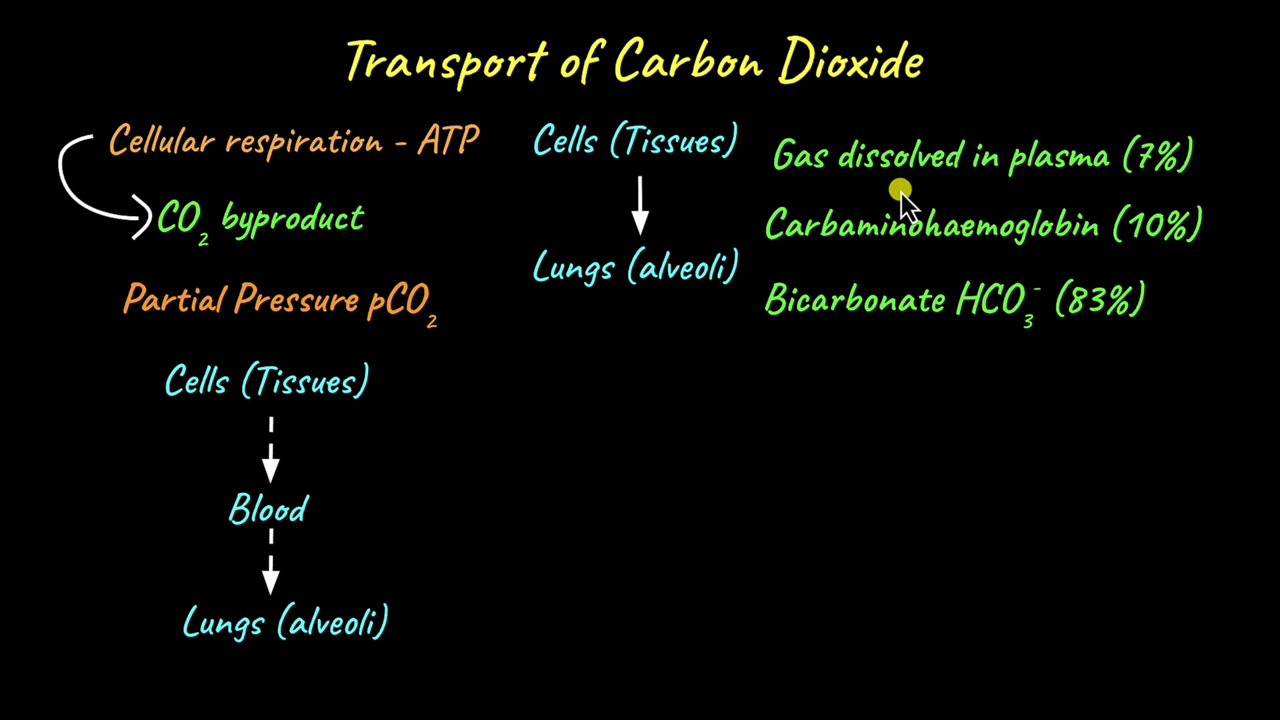 Transport of Carbon Dioxide
Cellular respiration - ATP
CO₂ byproduct
Partial Pressure pCO₂
Cells (Tissues)
Blood
Lungs (alveoli)
Cells (Tissues)
Lungs (alveoli)
Gas dissolved in plasma (7%)
Carbaminohaemoglobin (10%)
Bicarbonate HCO₃⁻ (83%)